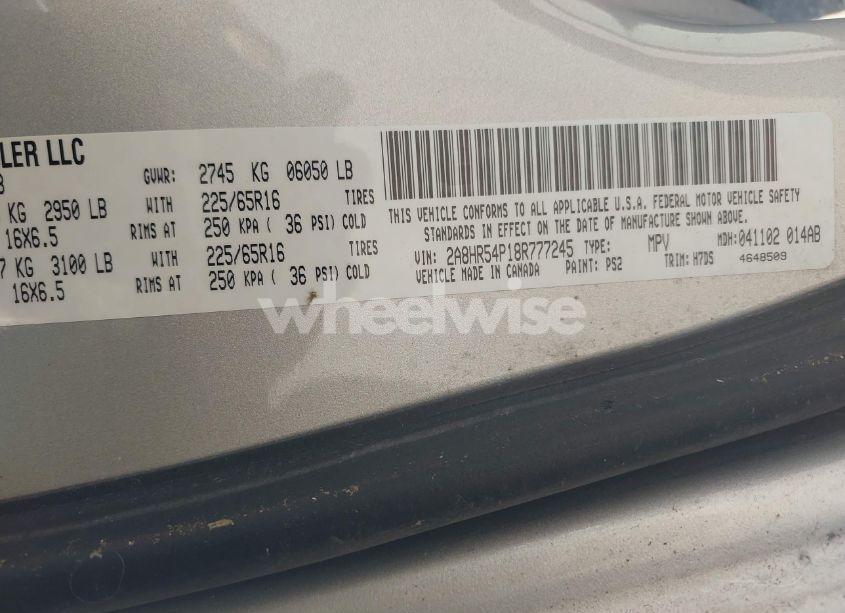 LER LLC
GVWR: 2745 KG 06050 LB
KG 2950 LB WITH 225/65R16 TIRES
16X6.5 RIMS AT 250 KPA ( 36 PSI) COLD
KG 3100 LB WITH 225/65R16 TIRES
16X6.5 RIMS AT 250 KPA ( 36 PSI) COLD
THIS VEHICLE CONFORMS TO ALL APPLICABLE U.S.A. FEDERAL MOTOR VEHICLE SAFETY
STANDARDS IN EFFECT ON THE DATE OF MANUFACTURE SHOWN ABOVE.
VIN: 2A8HR54P18R777245 TYPE: MPV MDH: 041102 014AB
VEHICLE MADE IN CANADA PAINT: PS2 TRIM: H7DS 4648509
wheelwise